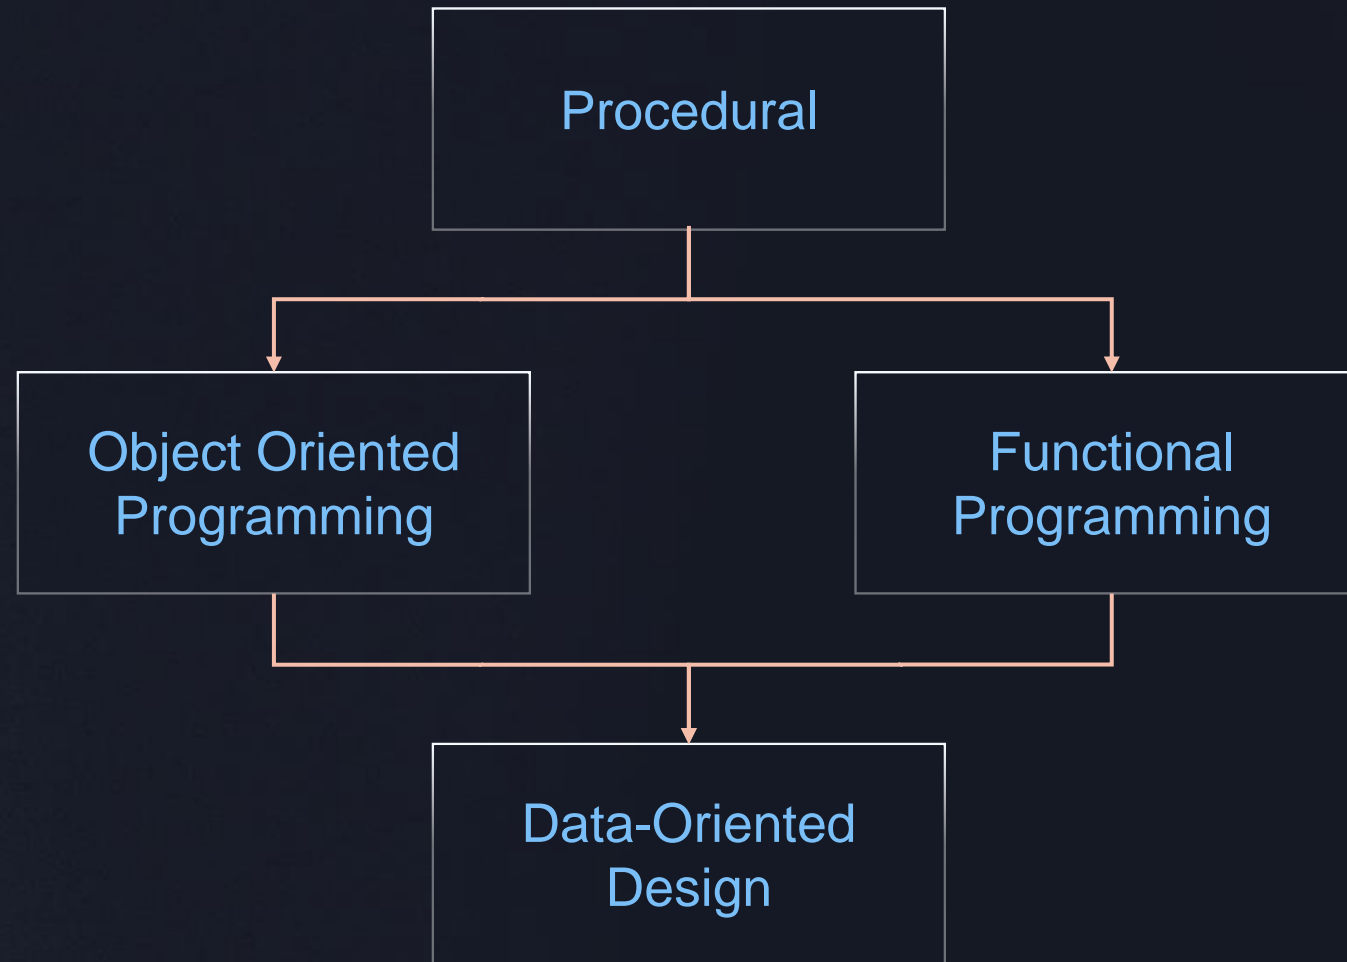 Procedural
Object Oriented
Programming
Functional
Programming
Data-Oriented
Design